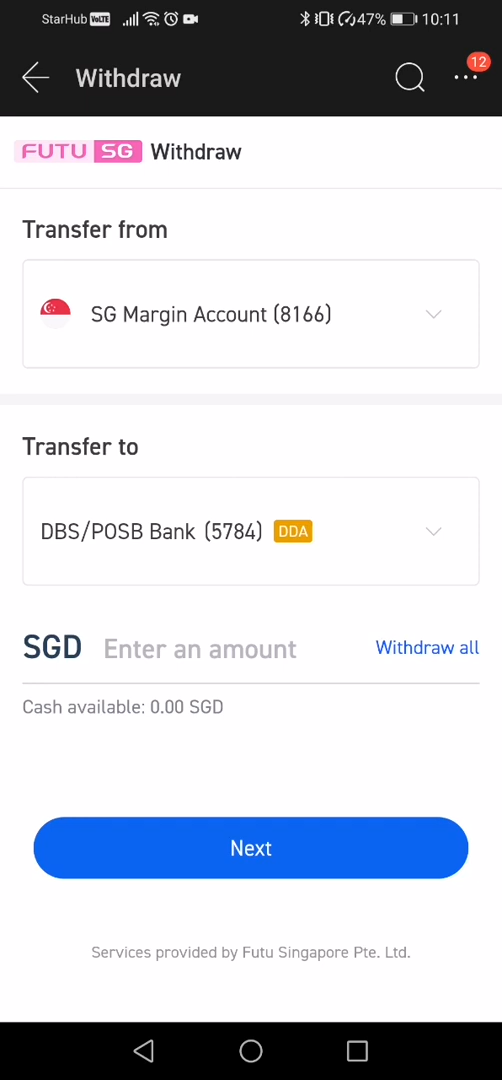 StarHub VoLTE 47% 10:11
Withdraw
12
FUTU SG Withdraw
Transfer from
SG Margin Account (8166)
Transfer to
DBS/POSB Bank (5784) DDA
SGD Enter an amount Withdraw all
Cash available: 0.00 SGD
Next
Services provided by Futu Singapore Pte. Ltd.